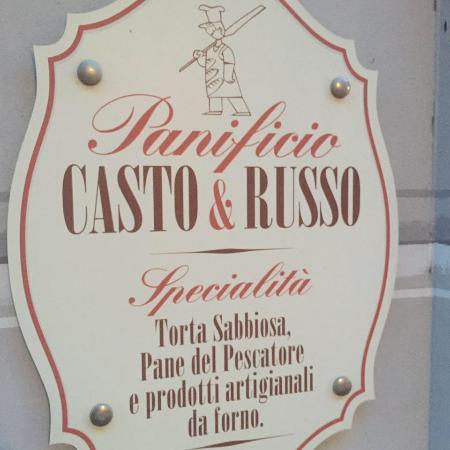 Panificio
CASTO & RUSSO
Specialità
Torta Sabbiosa,
Pane del Pescatore
e prodotti artigianali
da forno.